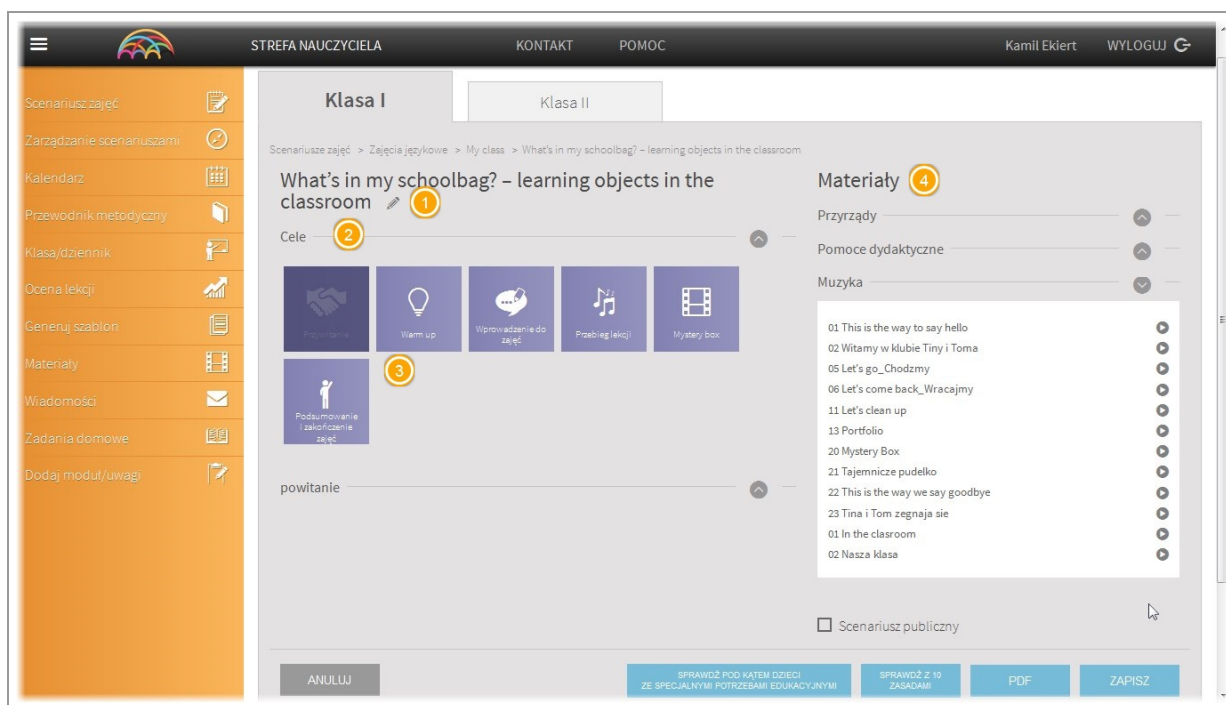 STREFA NAUCZYCIELA KONTAKT POMOC Kamil Ekiert WYLOGUJ
Scenariusz zajęć
Zarządzanie scenariuszami
Kalendarz
Przewodnik metodyczny
Klasa/dziennik
Ocena lekcji
Generuj szablon
Materiały
Wiadomości
Zadania domowe
Dodaj moduł/uwagi
Klasa I Klasa II
Scenariusze zajęć > Zajęcia językowe > My class > What's in my schoolbag? – learning objects in the classroom
What's in my schoolbag? – learning objects in the
classroom 1
Cele 2
Przywitanie
Warm up
Wprowadzenie do
zajęć
Przebieg lekcji
Mystery box
Podsumowanie
i zakończenie
zajęć
3
powitanie
Materiały 4
Przyrządy
Pomoce dydaktyczne
Muzyka
01 This is the way to say hello
02 Witamy w klubie Tiny i Toma
05 Let's go_Chodzmy
06 Let's come back_Wracajmy
11 Let's clean up
13 Portfolio
20 Mystery Box
21 Tajemnicze pudelko
22 This is the way we say goodbye
23 Tina i Tom zegnaja sie
01 In the clasroom
02 Nasza klasa
Scenariusz publiczny
ANULUJ
SPRAWDŹ POD KĄTEM DZIECI
ZE SPECJALNYMI POTRZEBAMI EDUKACYJNYMI
SPRAWDŹ Z 10
ZASADAMI
PDF
ZAPISZ